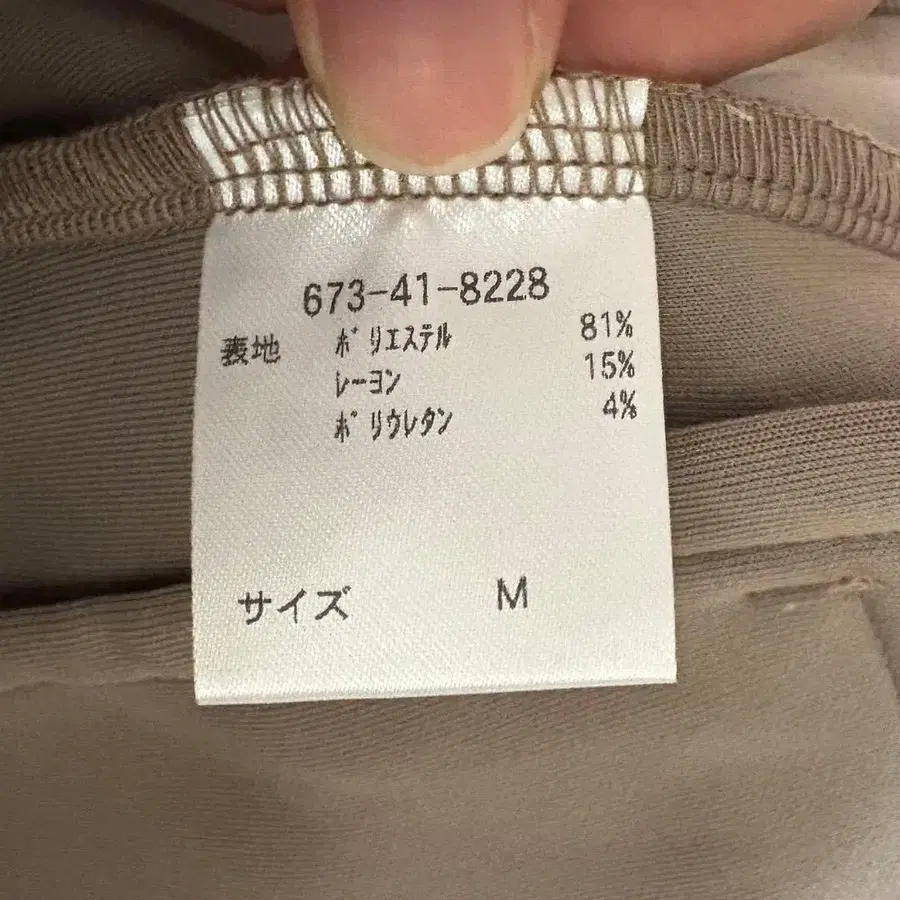 673-41-8228
表地 ポリエステル 81%
レーヨン 15%
ポリウレタン 4%
サイズ M